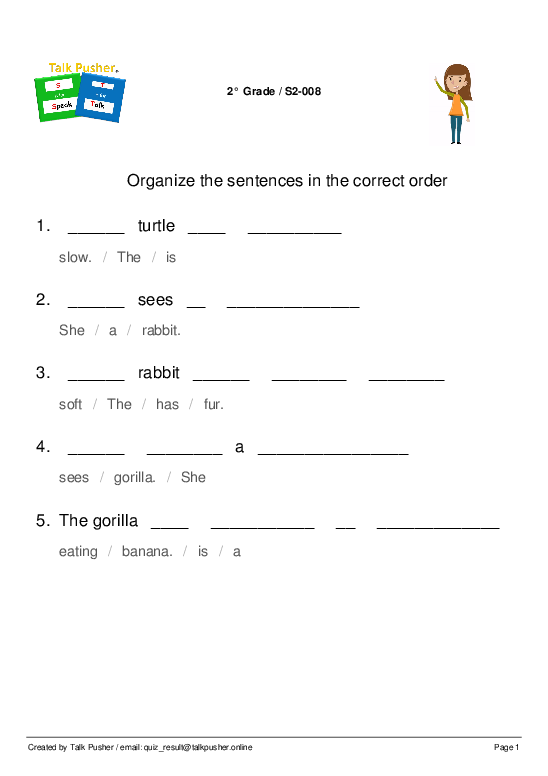 Talk Pusher
S T
Speak Talk
2° Grade / S2-008
Organize the sentences in the correct order
1. ______ turtle ____ __________
slow. / The / is
2. ______ sees __ ______________
She / a / rabbit.
3. ______ rabbit ______ ________ ________
soft / The / has / fur.
4. ______ ________ a ________________
sees / gorilla. / She
5. The gorilla ____ ___________ __ _____________
eating / banana. / is / a
Created by Talk Pusher / email: quiz_result@talkpusher.online Page 1